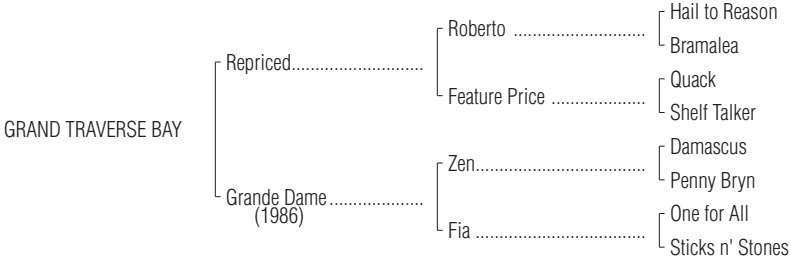 Hail to Reason
Roberto ............................
Bramalea
Repriced............................
Quack
Feature Price ....................
Shelf Talker
GRAND TRAVERSE BAY
Damascus
Zen....................................
Penny Bryn
Grande Dame ....................
(1986)
One for All
Fia ....................................
Sticks n' Stones